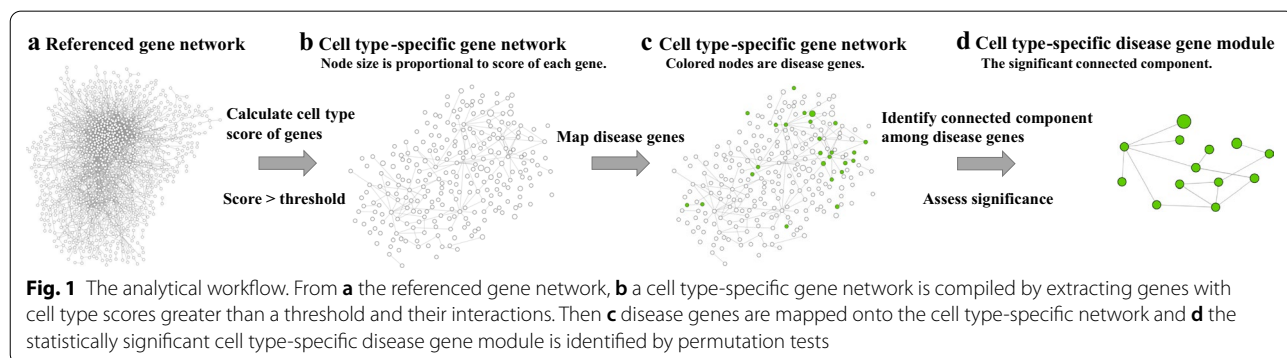 a Referenced gene network
b Cell type-specific gene network
Node size is proportional to score of each gene.
c Cell type-specific gene network
Colored nodes are disease genes.
d Cell type-specific disease gene module
The significant connected component.
Calculate cell type
score of genes
Score > threshold
Map disease genes
Identify connected component
among disease genes
Assess significance
Fig. 1 The analytical workflow. From a the referenced gene network, b a cell type-specific gene network is compiled by extracting genes with
cell type scores greater than a threshold and their interactions. Then c disease genes are mapped onto the cell type-specific network and d the
statistically significant cell type-specific disease gene module is identified by permutation tests